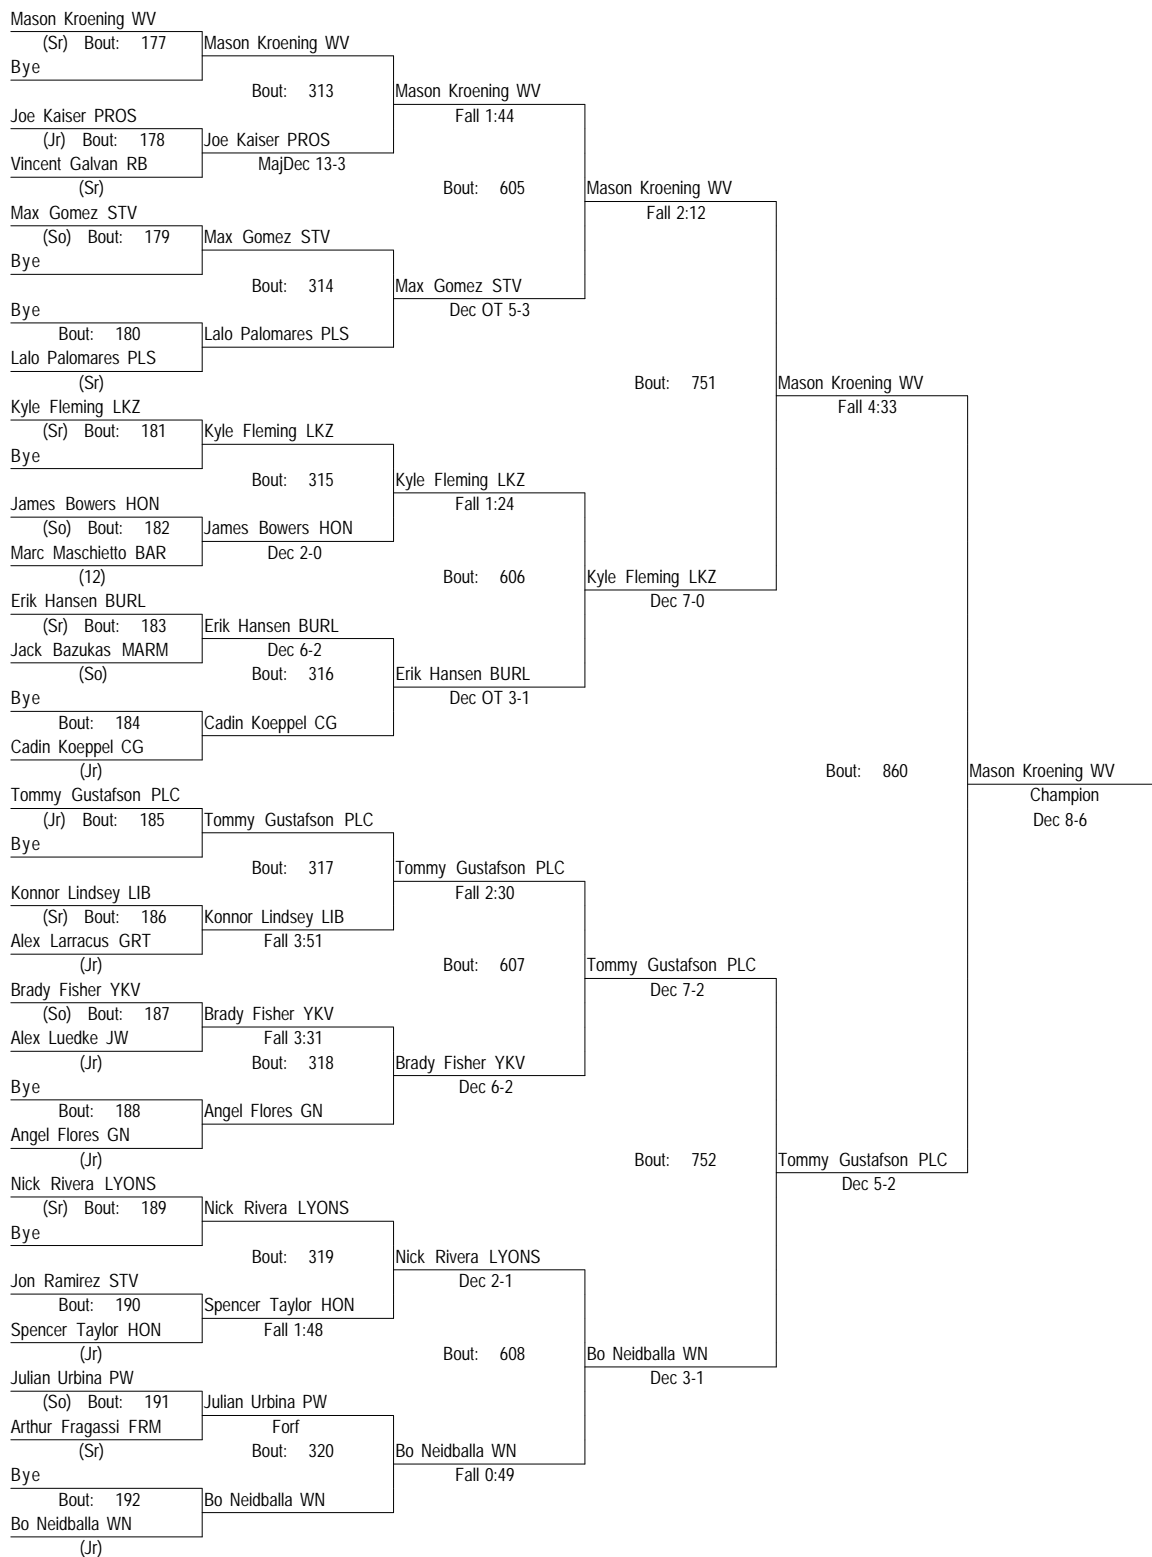 Mason Kroening WV
(Sr) Bout: 177 Mason Kroening WV
Bye
Bout: 313 Mason Kroening WV
Joe Kaiser PROS Fall 1:44
(Jr) Bout: 178 Joe Kaiser PROS
Vincent Galvan RB MajDec 13-3
(Sr) Bout: 605 Mason Kroening WV
Max Gomez STV Fall 2:12
(So) Bout: 179 Max Gomez STV
Bye
Bout: 314 Max Gomez STV
Bye Dec OT 5-3
Bout: 180 Lalo Palomares PLS
Lalo Palomares PLS
(Sr) Bout: 751 Mason Kroening WV
Kyle Fleming LKZ Fall 4:33
(Sr) Bout: 181 Kyle Fleming LKZ
Bye
Bout: 315 Kyle Fleming LKZ
James Bowers HON Fall 1:24
(So) Bout: 182 James Bowers HON
Marc Maschietto BAR Dec 2-0
(12) Bout: 606 Kyle Fleming LKZ
Erik Hansen BURL Dec 7-0
(Sr) Bout: 183 Erik Hansen BURL
Jack Bazukas MARM Dec 6-2
(So) Bout: 316 Erik Hansen BURL
Bye Dec OT 3-1
Bout: 184 Cadin Koeppel CG
Cadin Koeppel CG
(Jr) Bout: 860 Mason Kroening WV
Tommy Gustafson PLC Champion
(Jr) Bout: 185 Tommy Gustafson PLC Dec 8-6
Bye
Bout: 317 Tommy Gustafson PLC
Konnor Lindsey LIB Fall 2:30
(Sr) Bout: 186 Konnor Lindsey LIB
Alex Larracus GRT Fall 3:51
(Jr) Bout: 607 Tommy Gustafson PLC
Brady Fisher YKV Dec 7-2
(So) Bout: 187 Brady Fisher YKV
Alex Luedke JW Fall 3:31
(Jr) Bout: 318 Brady Fisher YKV
Bye Dec 6-2
Bout: 188 Angel Flores GN
Angel Flores GN
(Jr) Bout: 752 Tommy Gustafson PLC
Nick Rivera LYONS Dec 5-2
(Sr) Bout: 189 Nick Rivera LYONS
Bye
Bout: 319 Nick Rivera LYONS
Jon Ramirez STV Dec 2-1
Bout: 190 Spencer Taylor HON
Spencer Taylor HON Fall 1:48
(Jr) Bout: 608 Bo Neidballa WN
Julian Urbina PW Dec 3-1
(So) Bout: 191 Julian Urbina PW
Arthur Fragassi FRM Forf
(Sr) Bout: 320 Bo Neidballa WN
Bye Fall 0:49
Bout: 192 Bo Neidballa WN
Bo Neidballa WN
(Jr)